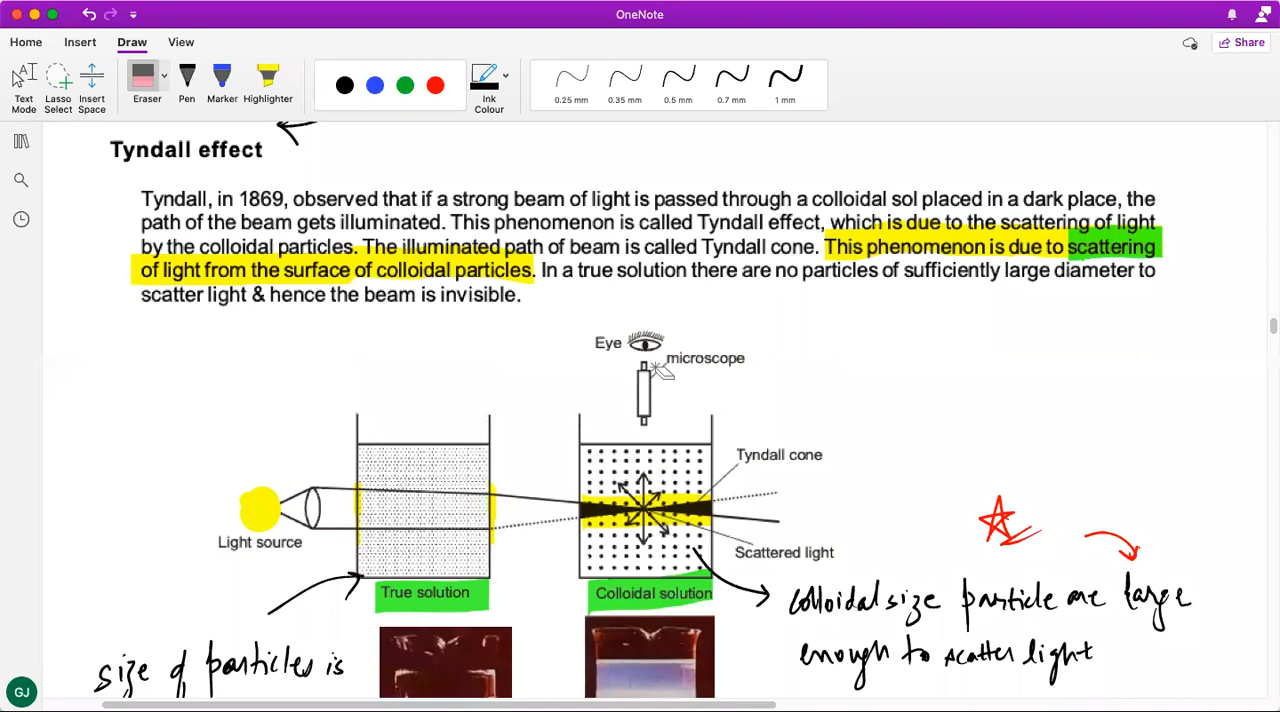 OneNote
Home Insert Draw View
Share
Text Mode
Lasso Select
Insert Space
Eraser
Pen
Marker
Highlighter
Ink Colour
0.25 mm
0.35 mm
0.5 mm
0.7 mm
1 mm
Tyndall effect
Tyndall, in 1869, observed that if a strong beam of light is passed through a colloidal sol placed in a dark place, the
path of the beam gets illuminated. This phenomenon is called Tyndall effect, which is due to the scattering of light
by the colloidal particles. The illuminated path of beam is called Tyndall cone. This phenomenon is due to scattering
of light from the surface of colloidal particles. In a true solution there are no particles of sufficiently large diameter to
scatter light & hence the beam is invisible.
Eye
microscope
Tyndall cone
Light source
Scattered light
True solution
Colloidal solution
colloidal size particle are large
enough to scatter light
size of particles is
GJ